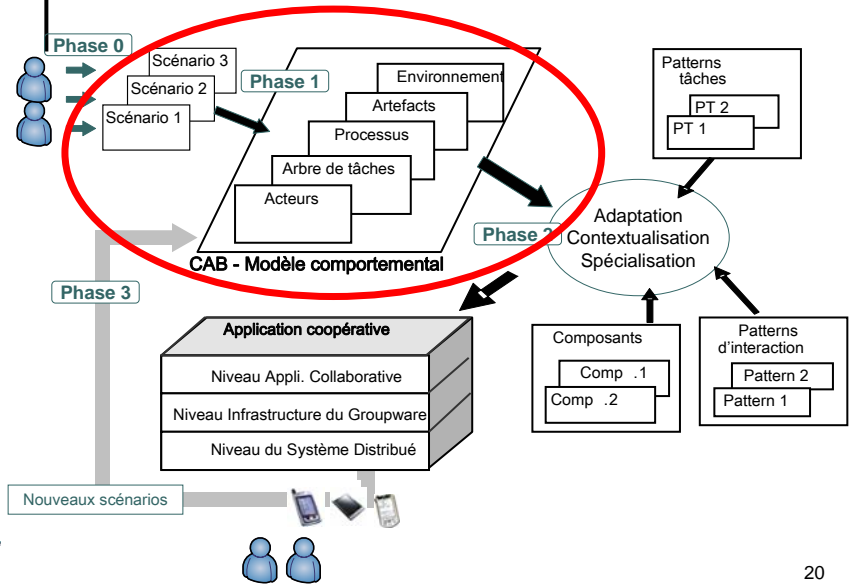 Phase 0
Scénario 3
Scénario 2
Scénario 1
Phase 1
Environnement
Artefacts
Processus
Arbre de tâches
Acteurs
CAB - Modèle comportemental
Patterns
tâches
PT 2
PT 1
Phase 2
Adaptation
Contextualisation
Spécialisation
Phase 3
Application coopérative
Niveau Appli. Collaborative
Niveau Infrastructure du Groupware
Niveau du Système Distribué
Composants
Comp .1
Comp .2
Patterns
d'interaction
Pattern 2
Pattern 1
Nouveaux scénarios
20